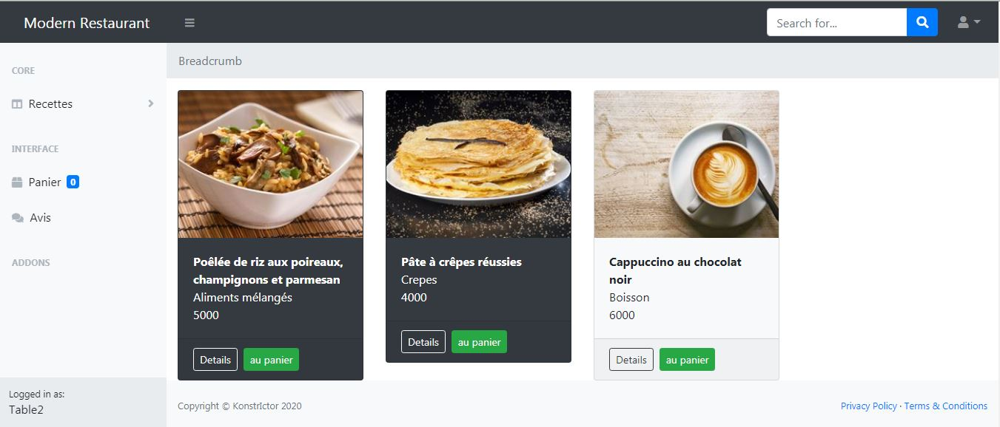 Modern Restaurant
Search for...
CORE
Recettes
INTERFACE
Panier 0
Avis
ADDONS
Logged in as:
Table2
Breadcrumb
Poêlée de riz aux poireaux,
champignons et parmesan
Aliments mélangés
5000
Details au panier
Pâte à crêpes réussies
Crepes
4000
Details au panier
Cappuccino au chocolat
noir
Boisson
6000
Details au panier
Copyright © KonstrIctor 2020
Privacy Policy · Terms & Conditions